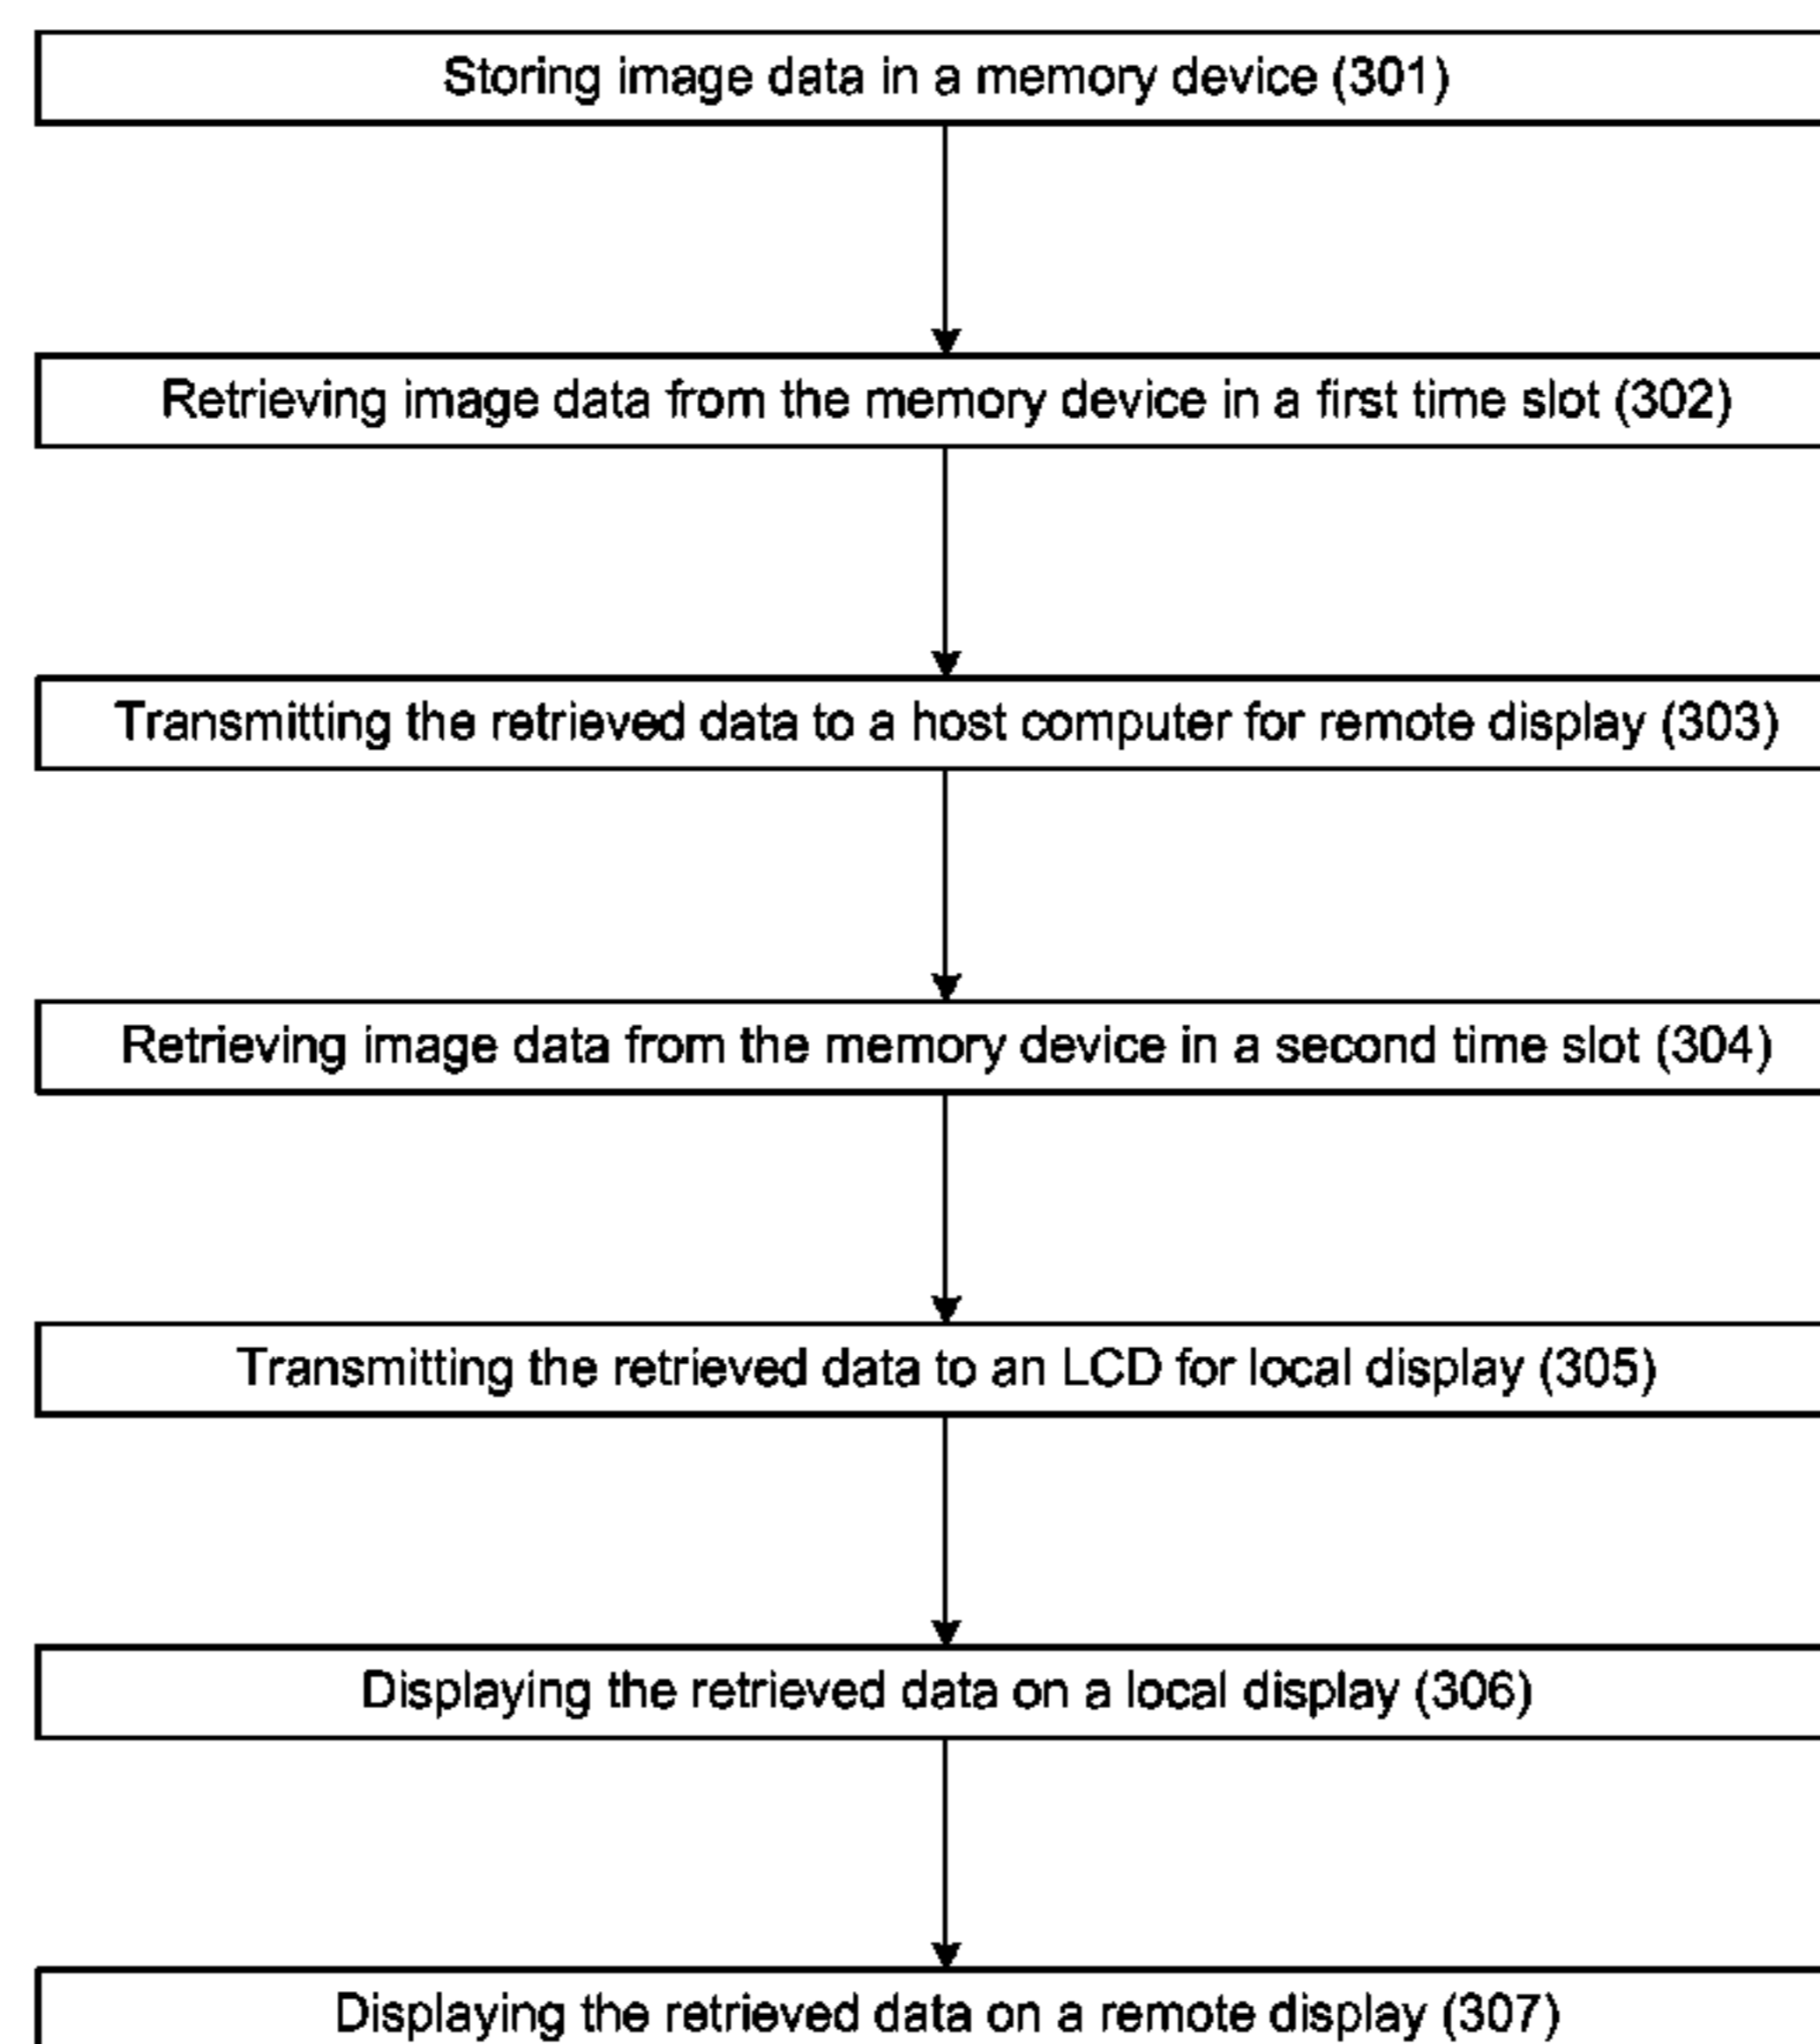 Storing image data in a memory device (301)
Retrieving image data from the memory device in a first time slot (302)
Transmitting the retrieved data to a host computer for remote display (303)
Retrieving image data from the memory device in a second time slot (304)
Transmitting the retrieved data to an LCD for local display (305)
Displaying the retrieved data on a local display (306)
Displaying the retrieved data on a remote display (307)